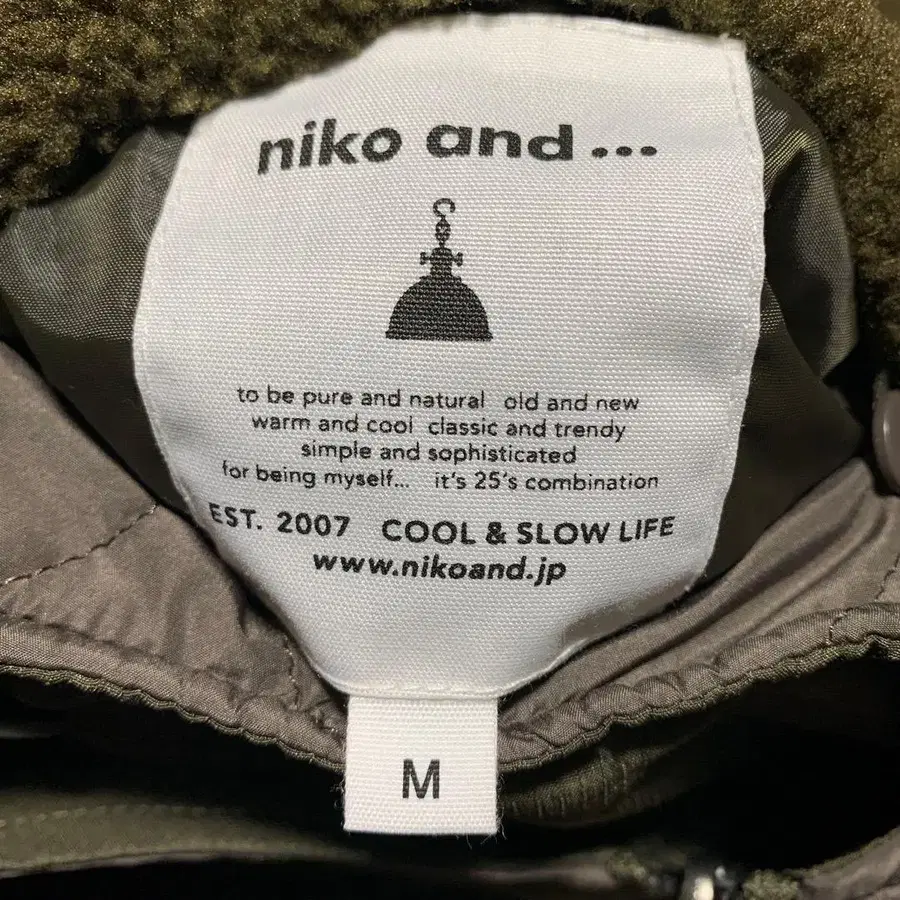 niko and ...
to be pure and natural old and new
warm and cool classic and trendy
simple and sophisticated
for being myself... it's 25's combination
EST. 2007 COOL & SLOW LIFE
www.nikoand.jp
M